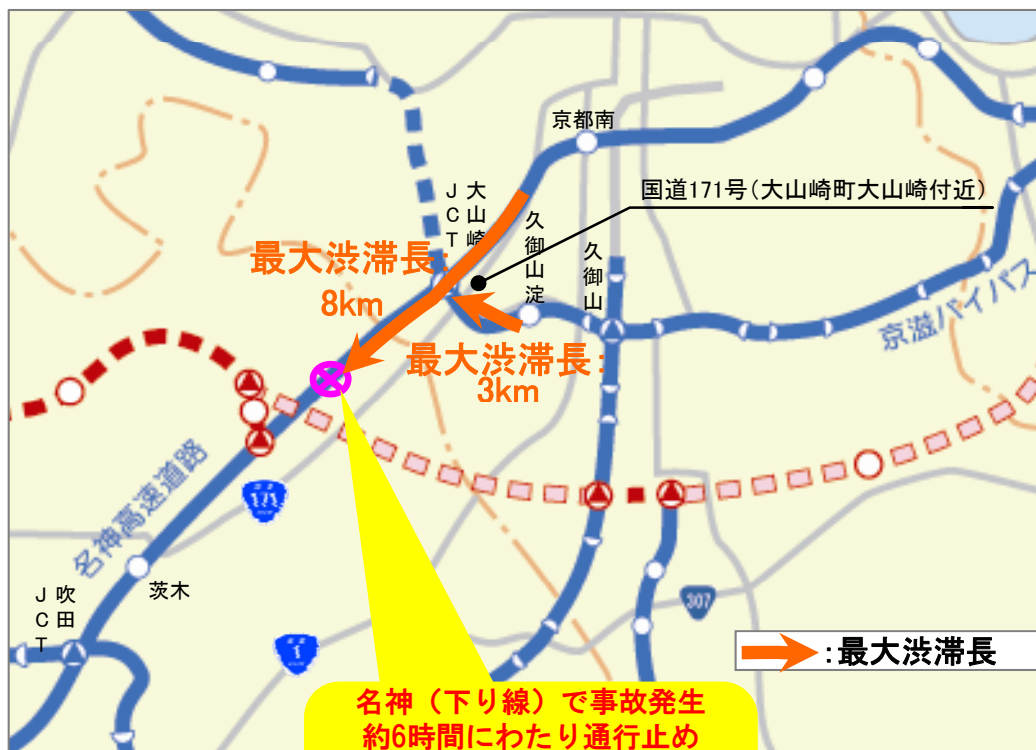 京都南
国道171号(大山崎町大山崎付近)
大山崎
JCT
久御山淀
久御山
最大渋滞長:
8km
最大渋滞長:
3km
京滋バイパス
名神高速道路
171
茨木
吹田
JCT
307
1
:最大渋滞長
名神（下り線）で事故発生
約6時間にわたり通行止め